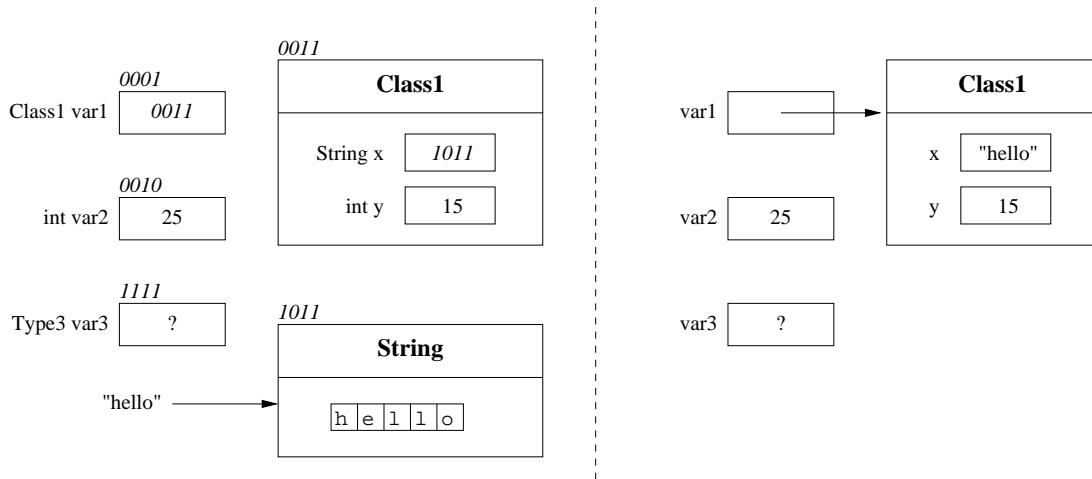 0011
Class1
0001
Class1 var1 0011
String x 1011
int y 15
0010
int var2 25
1111
Type3 var3 ?
1011
String
"hello"
h e l l o
Class1
var1
x "hello"
y 15
var2 25
var3 ?